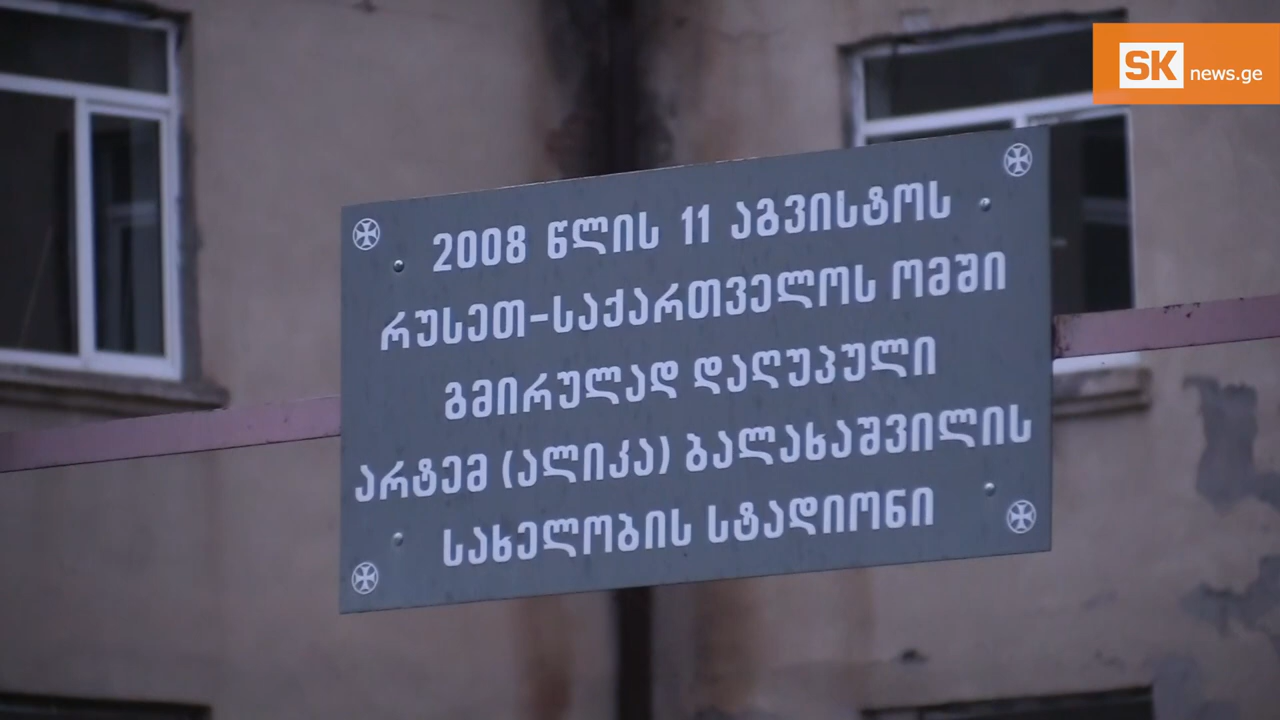 SK news.ge
2008 წლის 11 აგვისტოს
რუსეთ-საქართველოს ომში
გმირულად დაღუპული
არტემ (ალიკა) ბალახაშვილის
სახელობის სტადიონი